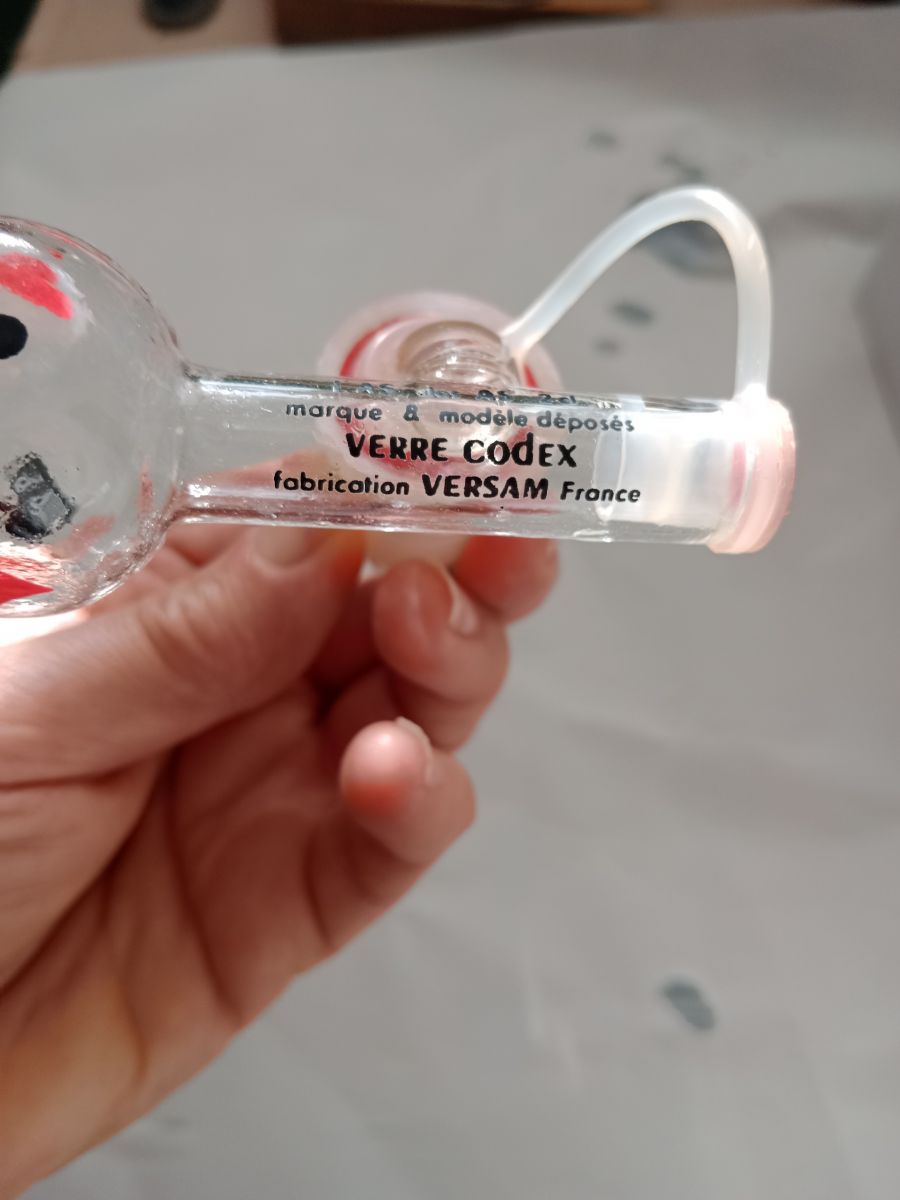 marque & modèle déposés
VERRE codEX
fabrication VERSAM France